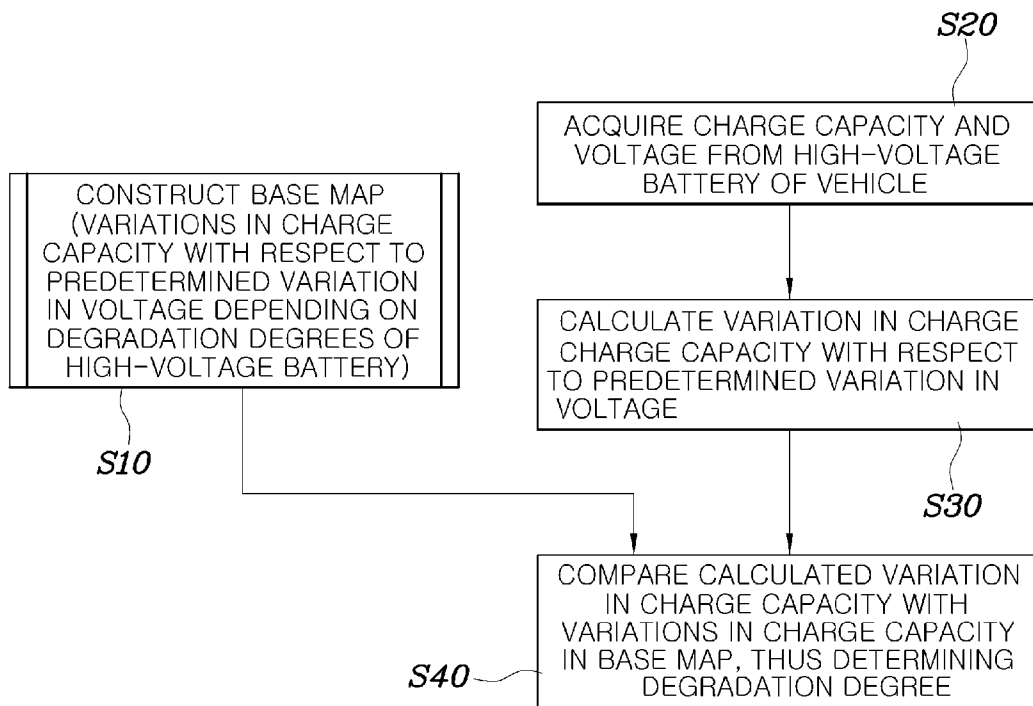 S20
ACQUIRE CHARGE CAPACITY AND
VOLTAGE FROM HIGH-VOLTAGE
BATTERY OF VEHICLE
CONSTRUCT BASE MAP
(VARIATIONS IN CHARGE
CAPACITY WITH RESPECT TO
PREDETERMINED VARIATION
IN VOLTAGE DEPENDING ON
DEGRADATION DEGREES OF
HIGH-VOLTAGE BATTERY)
S10
CALCULATE VARIATION IN CHARGE
CHARGE CAPACITY WITH RESPECT
TO PREDETERMINED VARIATION IN
VOLTAGE
S30
COMPARE CALCULATED VARIATION
IN CHARGE CAPACITY WITH
VARIATIONS IN CHARGE CAPACITY
IN BASE MAP, THUS DETERMINING
DEGRADATION DEGREE
S40